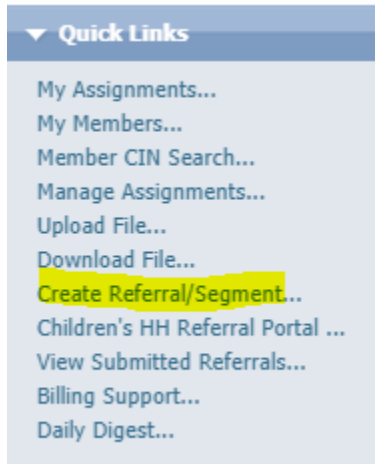 Quick Links
My Assignments...
My Members...
Member CIN Search...
Manage Assignments...
Upload File...
Download File...
Create Referral/Segment...
Children's HH Referral Portal ...
View Submitted Referrals...
Billing Support...
Daily Digest...